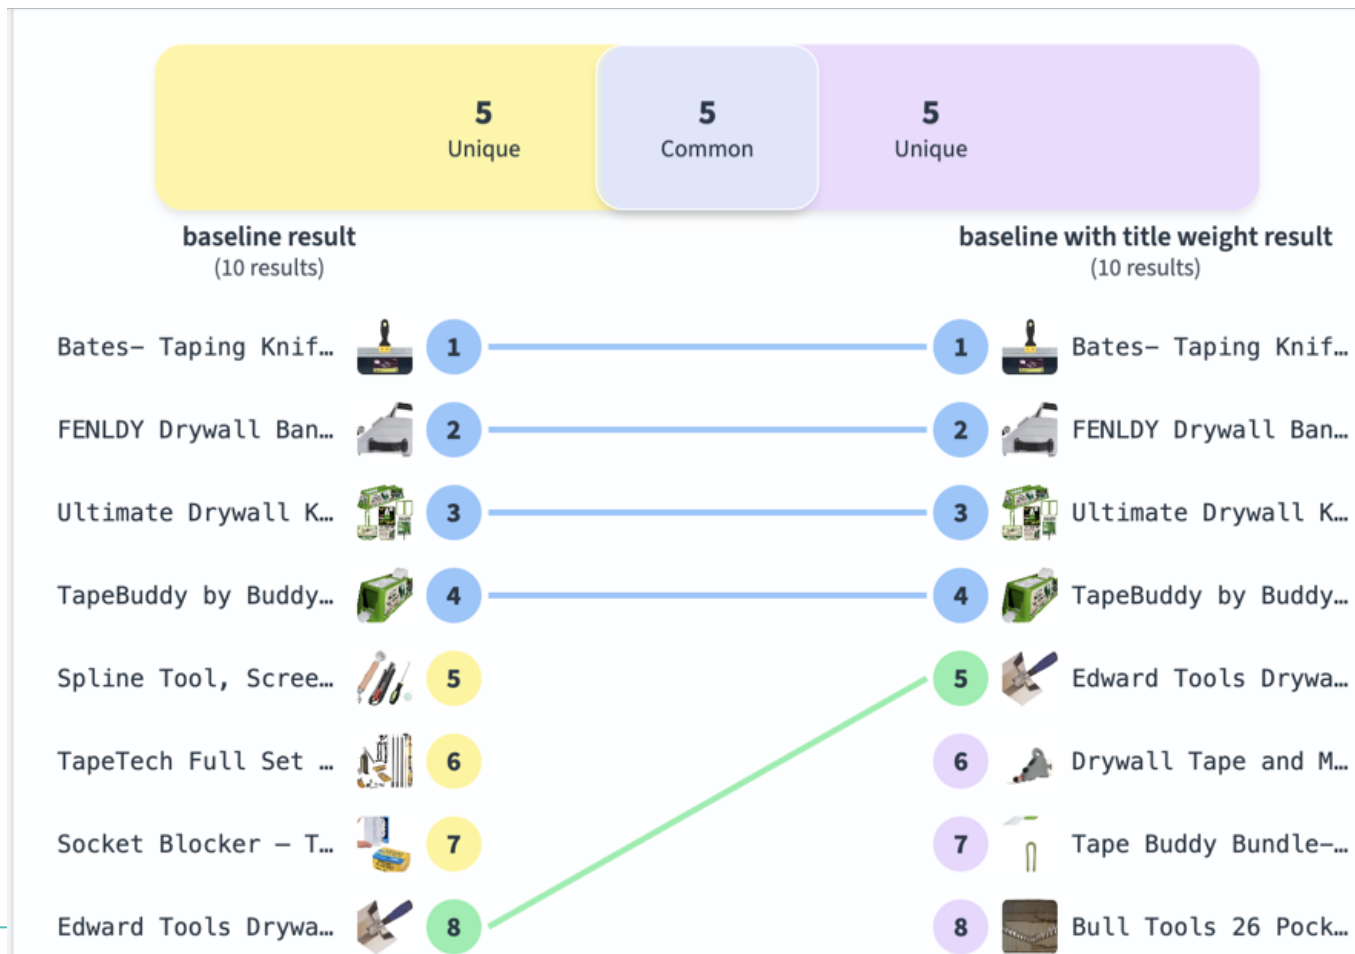 5
Unique
5
Common
5
Unique
baseline result
(10 results)
baseline with title weight result
(10 results)
Bates– Taping Knif…
1
1
Bates– Taping Knif…
FENLDY Drywall Ban…
2
2
FENLDY Drywall Ban…
Ultimate Drywall K…
3
3
Ultimate Drywall K…
TapeBuddy by Buddy…
4
4
TapeBuddy by Buddy…
Spline Tool, Scree…
5
5
Edward Tools Drywa…
TapeTech Full Set …
6
6
Drywall Tape and M…
Socket Blocker – T…
7
7
Tape Buddy Bundle–…
Edward Tools Drywa…
8
8
Bull Tools 26 Pock…